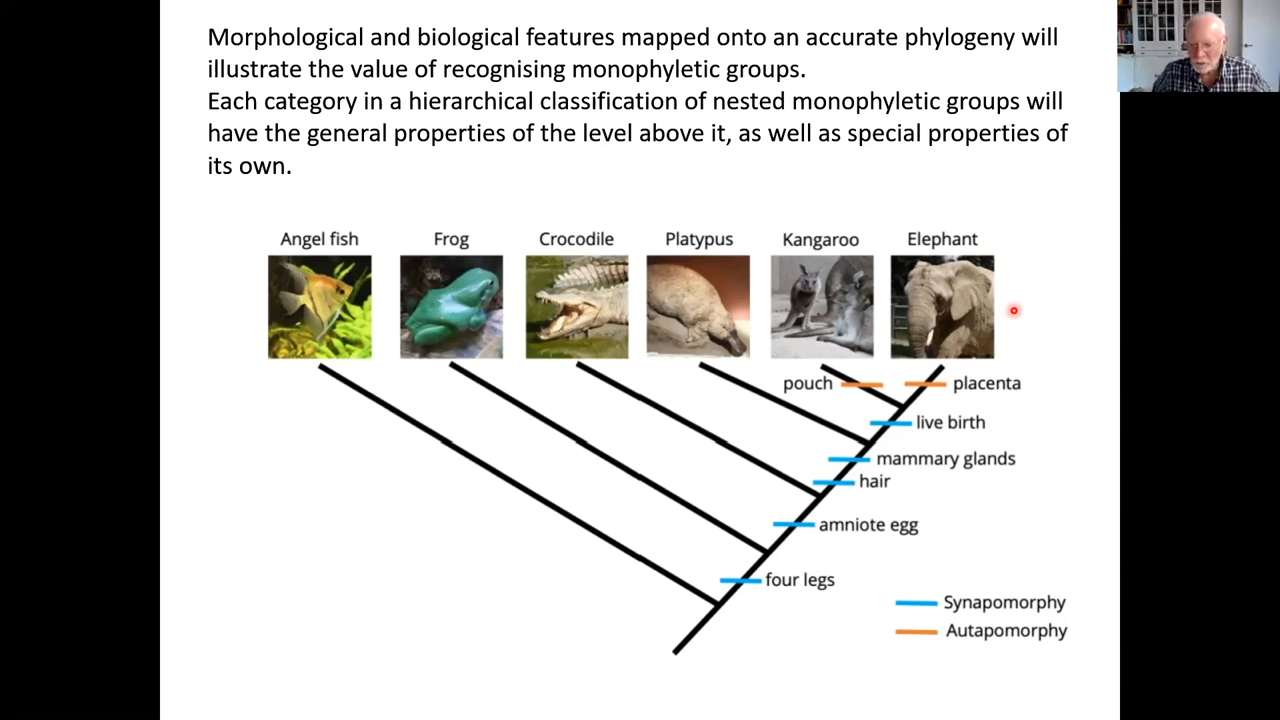 Morphological and biological features mapped onto an accurate phylogeny will
illustrate the value of recognising monophyletic groups.
Each category in a hierarchical classification of nested monophyletic groups will
have the general properties of the level above it, as well as special properties of
its own.
Angel fish Frog Crocodile Platypus Kangaroo Elephant
pouch placenta
live birth
mammary glands
hair
amniote egg
four legs
Synapomorphy
Autapomorphy